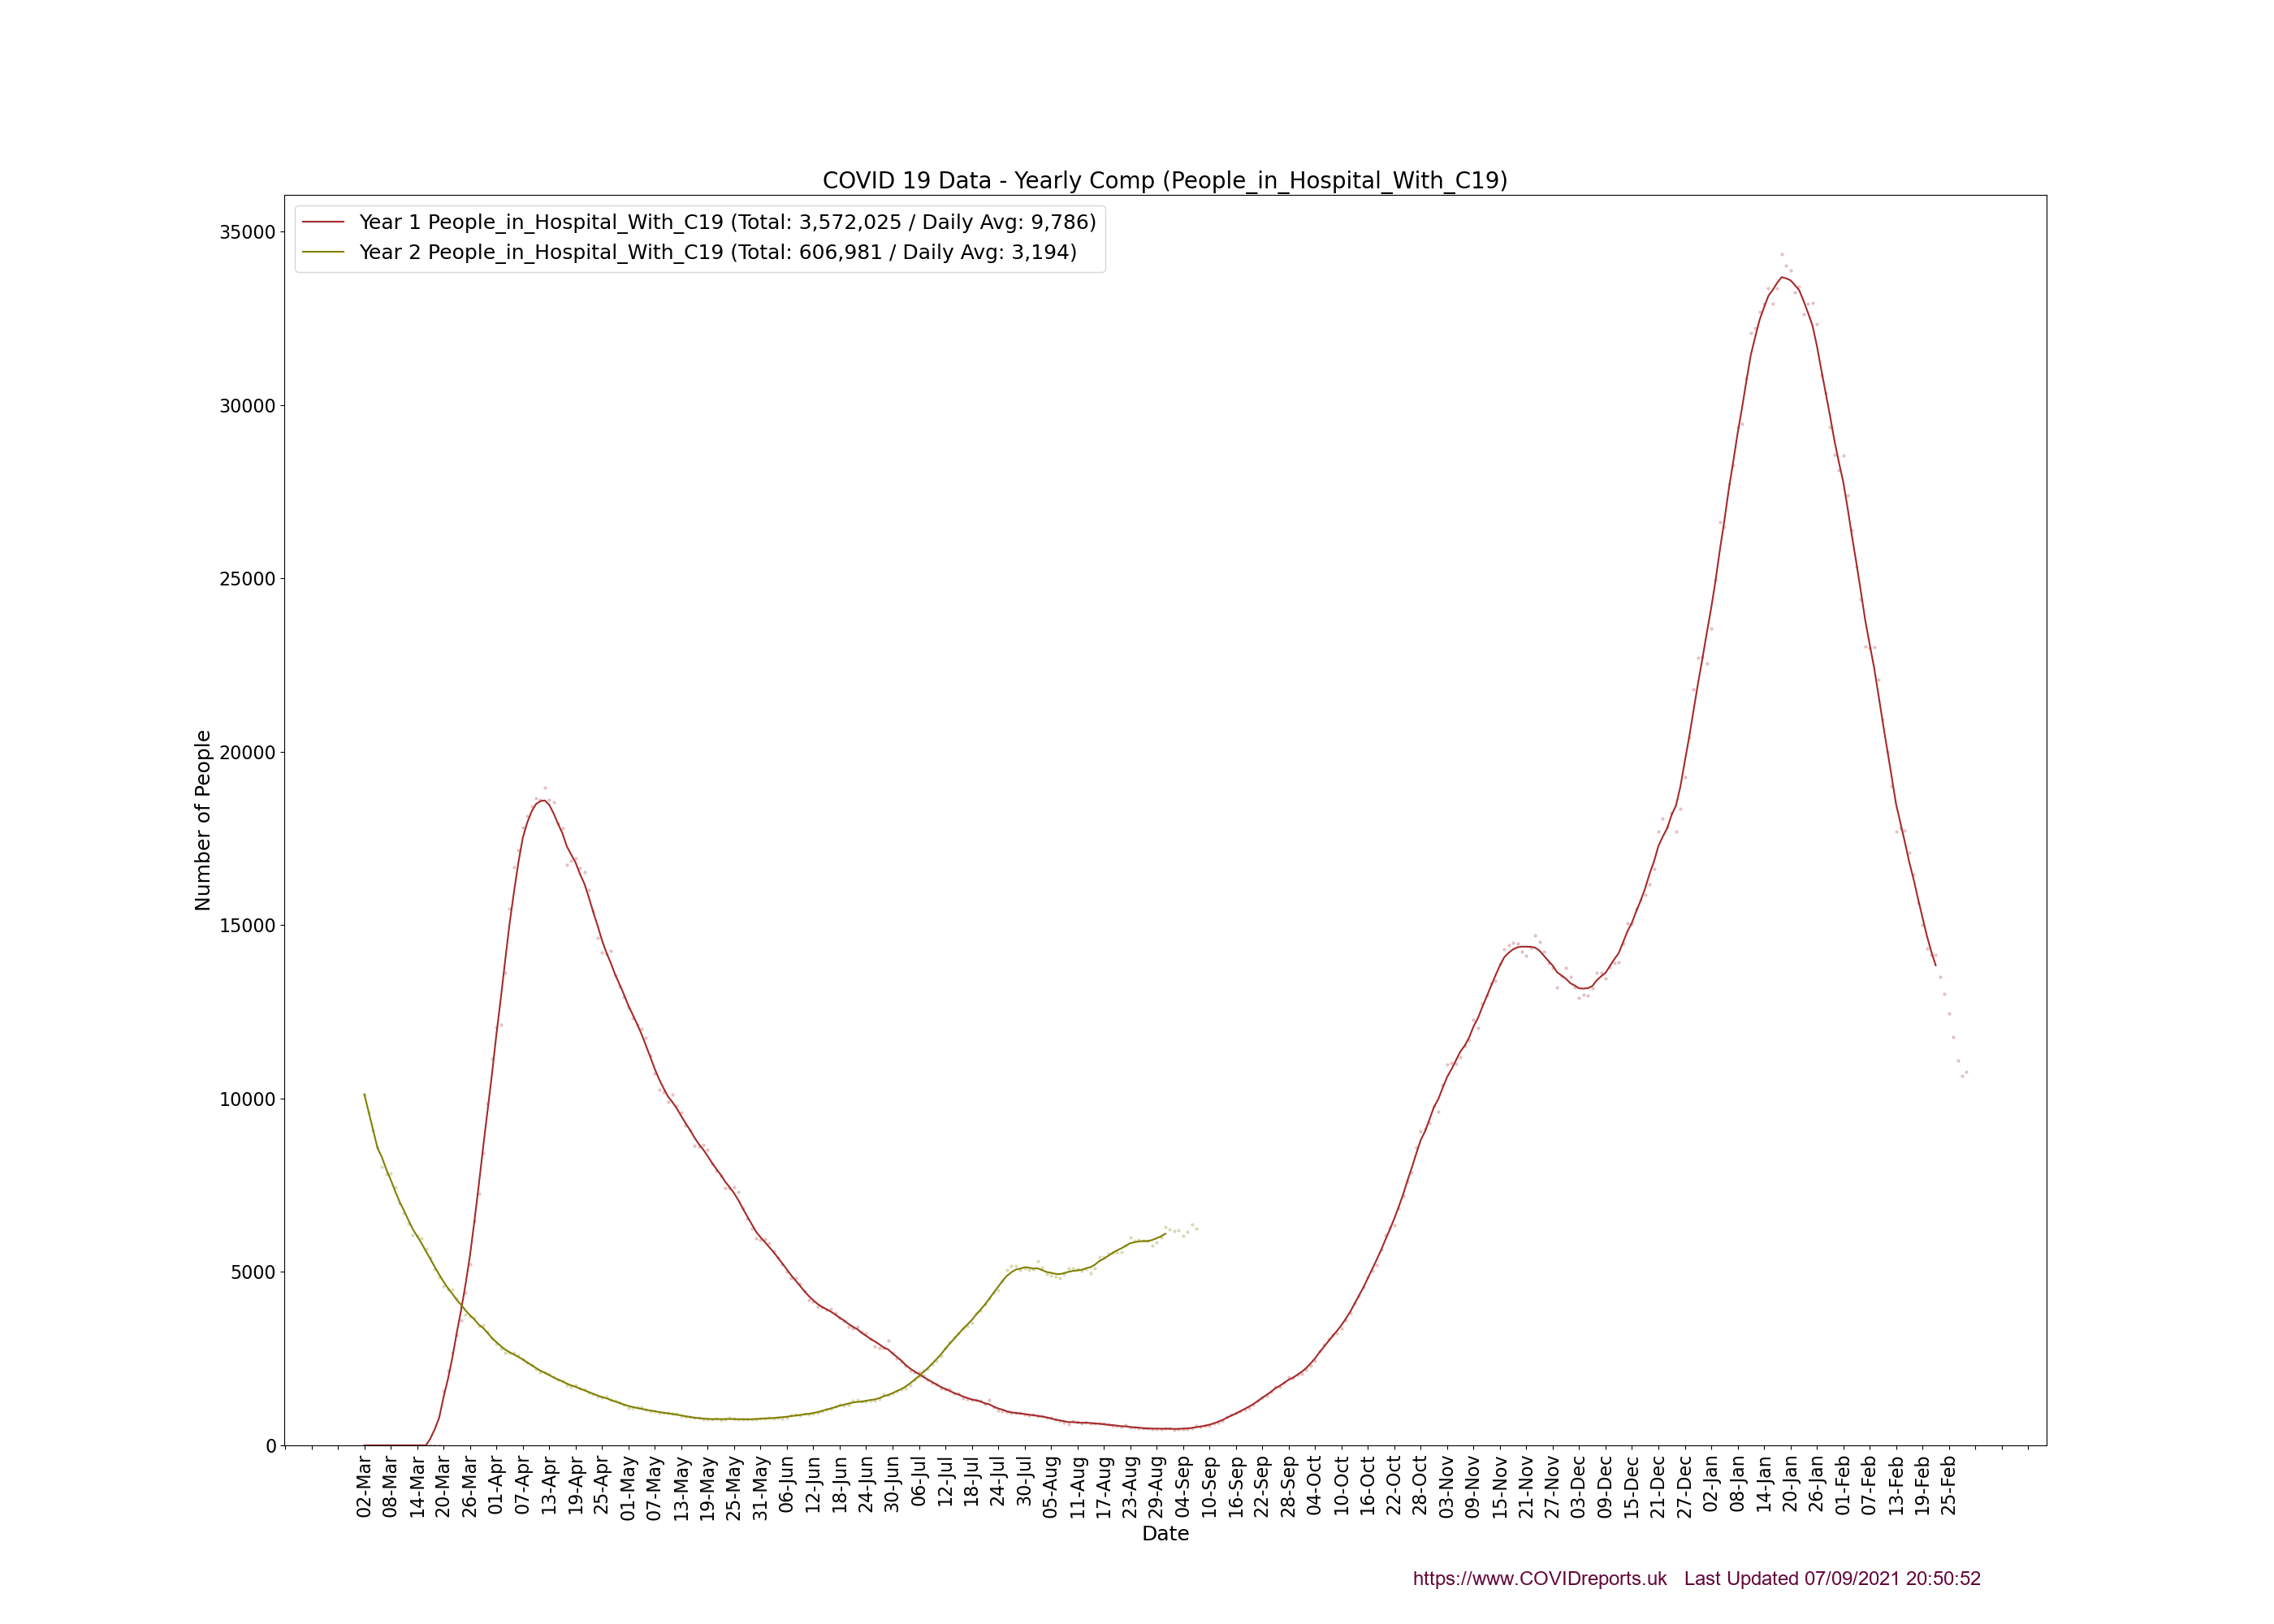 COVID 19 Data - Yearly Comp (People_in_Hospital_With_C19)
Year 1 People_in_Hospital_With_C19 (Total: 3,572,025 / Daily Avg: 9,786)
Year 2 People_in_Hospital_With_C19 (Total: 606,981 / Daily Avg: 3,194)
35000
30000
25000
20000
15000
10000
5000
0
Number of People
02-Mar
08-Mar
14-Mar
20-Mar
26-Mar
01-Apr
07-Apr
13-Apr
19-Apr
25-Apr
01-May
07-May
13-May
19-May
25-May
31-May
06-Jun
12-Jun
18-Jun
24-Jun
30-Jun
06-Jul
12-Jul
18-Jul
24-Jul
30-Jul
05-Aug
11-Aug
17-Aug
23-Aug
29-Aug
04-Sep
10-Sep
16-Sep
22-Sep
28-Sep
04-Oct
10-Oct
16-Oct
22-Oct
28-Oct
03-Nov
09-Nov
15-Nov
21-Nov
27-Nov
03-Dec
09-Dec
15-Dec
21-Dec
27-Dec
02-Jan
08-Jan
14-Jan
20-Jan
26-Jan
01-Feb
07-Feb
13-Feb
19-Feb
25-Feb
Date
https://www.COVIDreports.uk Last Updated 07/09/2021 20:50:52